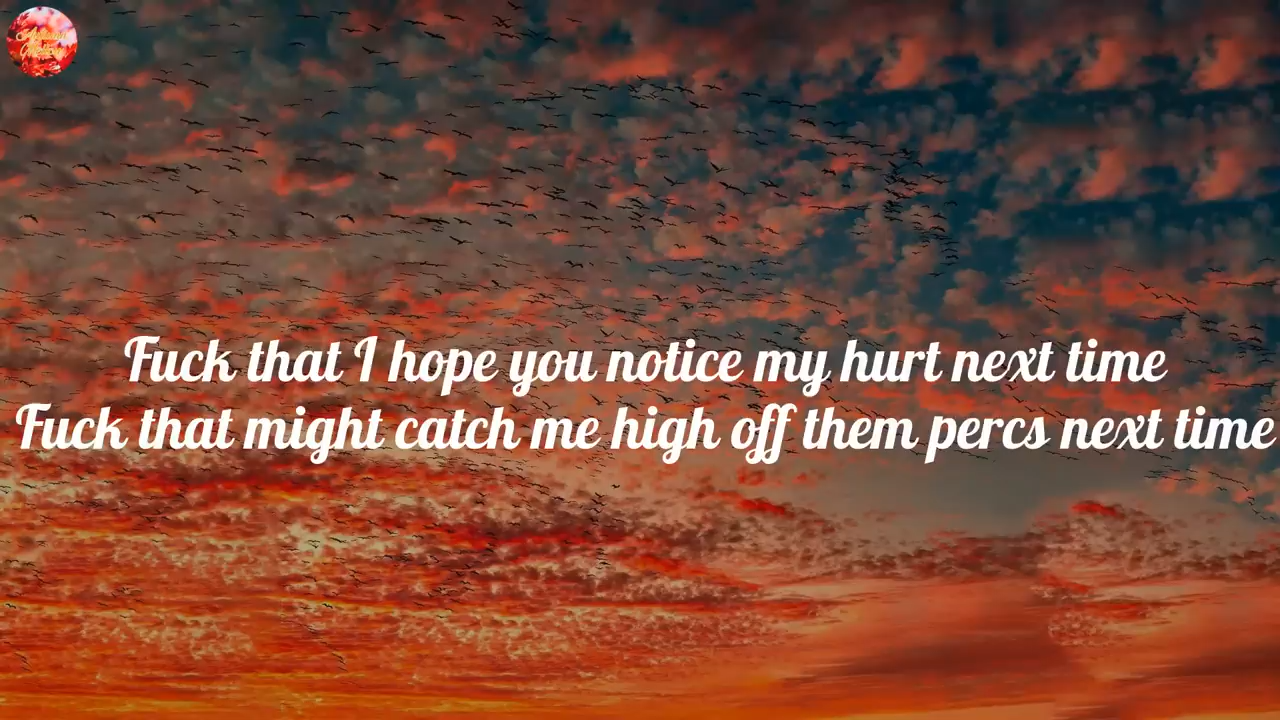 Fuck that I hope you notice my hurt next time
Fuck that might catch me high off them percs next time